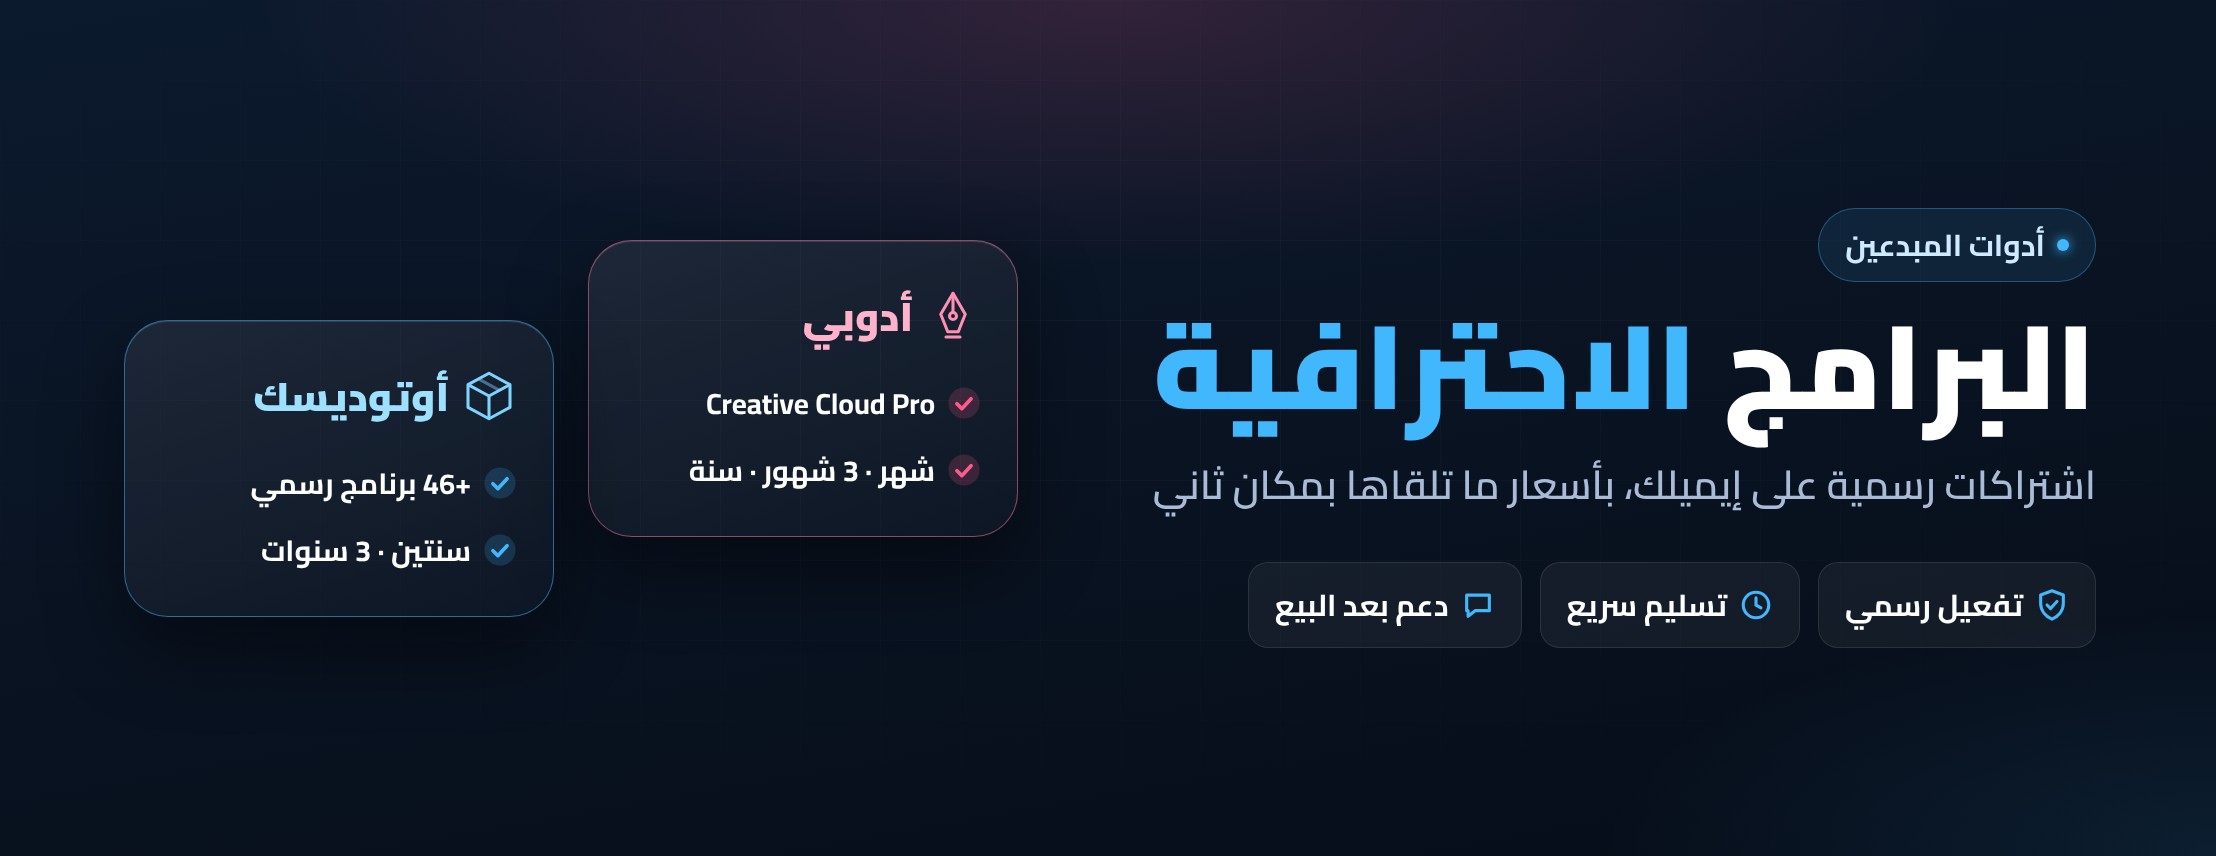 أدوات المبدعين
البرامج الاحترافية
اشتراكات رسمية على إيميلك، بأسعار ما تلقاها بمكان ثاني
تفعيل رسمي
تسليم سريع
دعم بعد البيع
أدوبي
Creative Cloud Pro
شهر · 3 شهور · سنة
أوتوديسك
+46 برنامج رسمي
سنتين · 3 سنوات